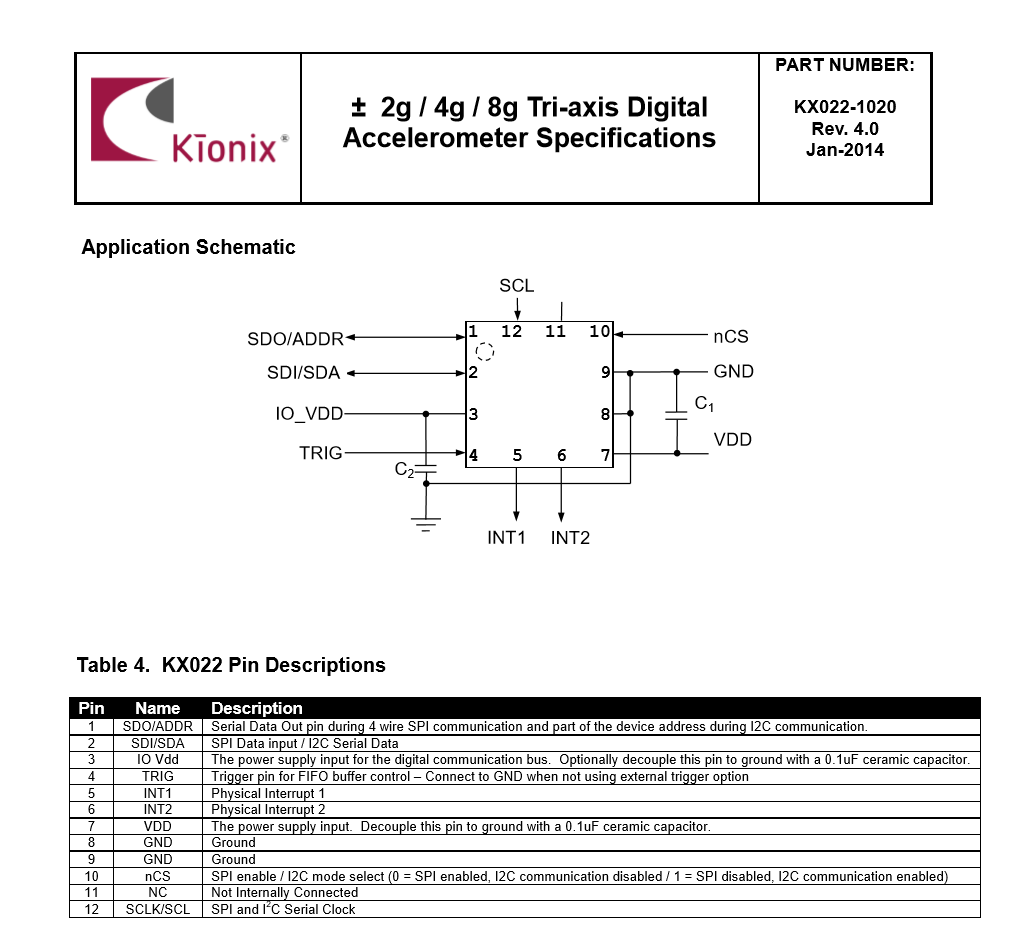 Kionix®
± 2g / 4g / 8g Tri-axis Digital
Accelerometer Specifications
PART NUMBER:
KX022-1020
Rev. 4.0
Jan-2014
Application Schematic
SCL
1 12 11 10
SDO/ADDR
nCS
SDI/SDA
2
9
GND
C1
IO_VDD
3
8
VDD
TRIG
4 5 6 7
C2
INT1 INT2
Table 4. KX022 Pin Descriptions
Pin Name Description
1 SDO/ADDR Serial Data Out pin during 4 wire SPI communication and part of the device address during I2C communication.
2 SDI/SDA SPI Data input / I2C Serial Data
3 IO Vdd The power supply input for the digital communication bus. Optionally decouple this pin to ground with a 0.1uF ceramic capacitor.
4 TRIG Trigger pin for FIFO buffer control – Connect to GND when not using external trigger option
5 INT1 Physical Interrupt 1
6 INT2 Physical Interrupt 2
7 VDD The power supply input. Decouple this pin to ground with a 0.1uF ceramic capacitor.
8 GND Ground
9 GND Ground
10 nCS SPI enable / I2C mode select (0 = SPI enabled, I2C communication disabled / 1 = SPI disabled, I2C communication enabled)
11 NC Not Internally Connected
12 SCLK/SCL SPI and I²C Serial Clock